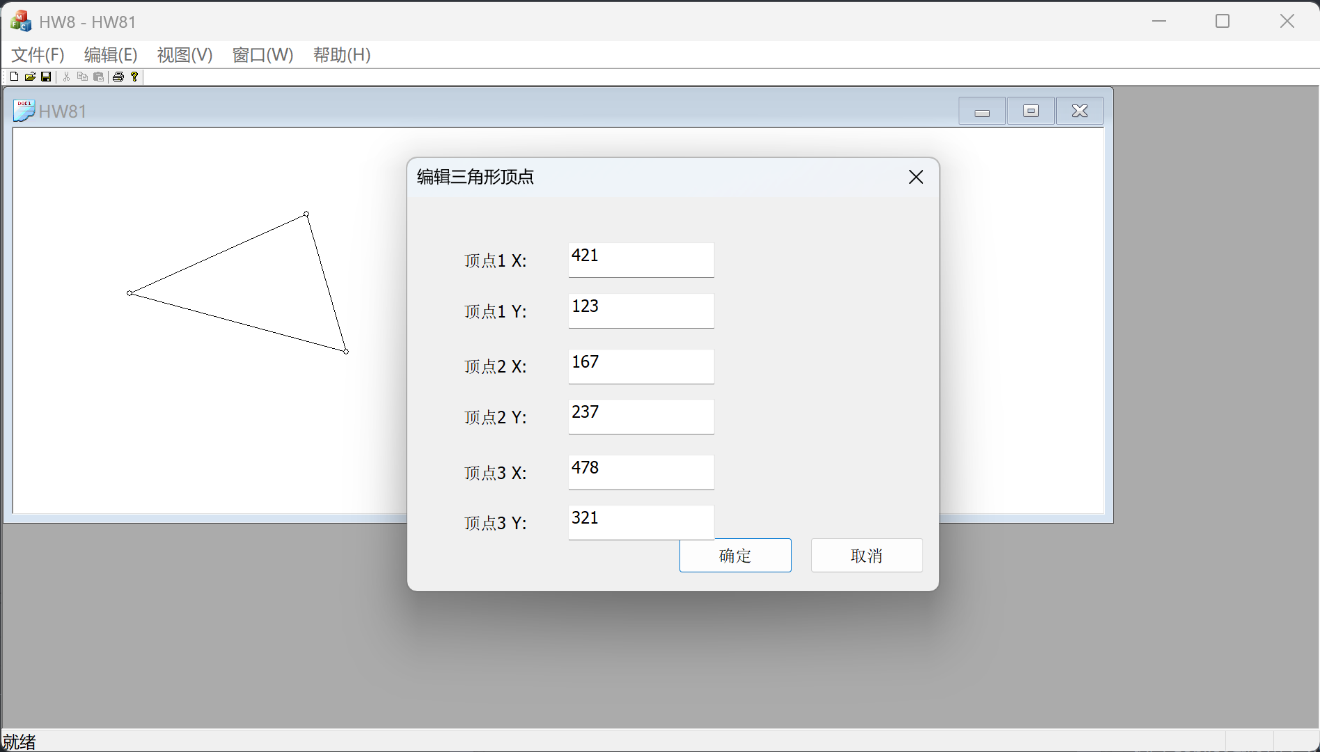 HW8 - HW81
文件(F) 编辑(E) 视图(V) 窗口(W) 帮助(H)
HW81
编辑三角形顶点
顶点1 X: 421
顶点1 Y: 123
顶点2 X: 167
顶点2 Y: 237
顶点3 X: 478
顶点3 Y: 321
确定 取消
就绪